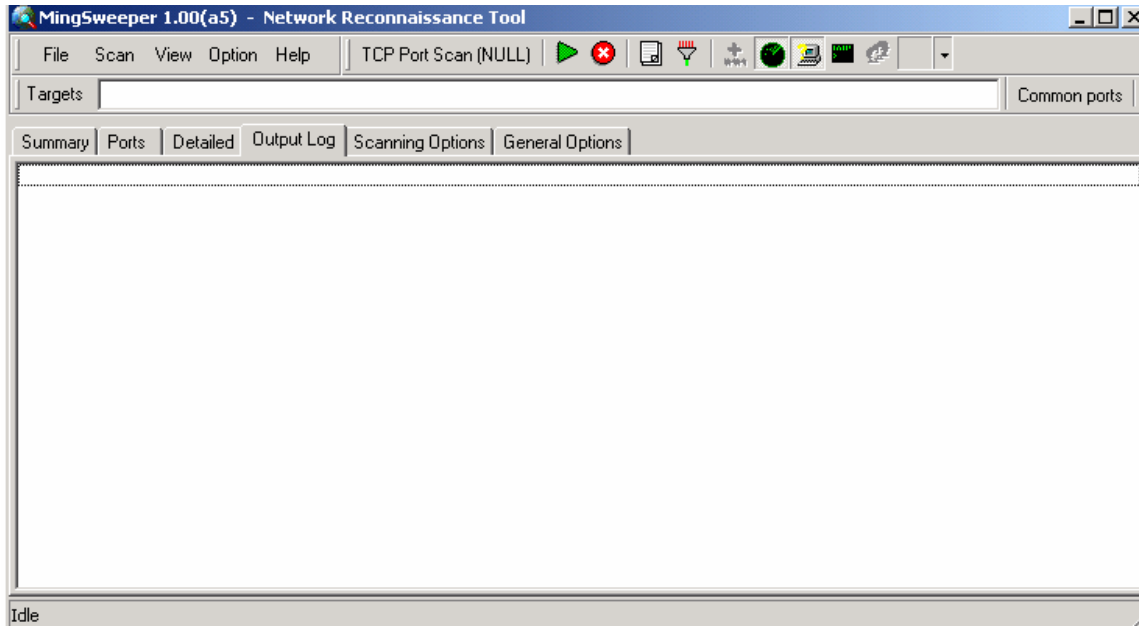 MingSweeper 1.00(a5) - Network Reconnaissance Tool
File Scan View Option Help TCP Port Scan (NULL)
Targets Common ports
Summary Ports Detailed Output Log Scanning Options General Options
Idle